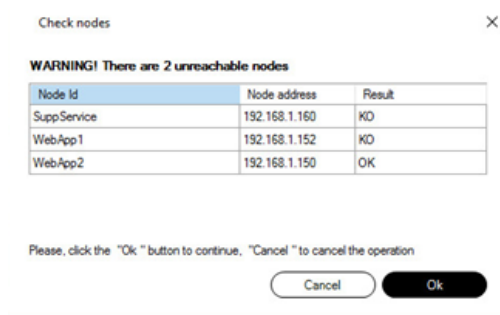 Check nodes
WARNING! There are 2 unreachable nodes
Node Id Node address Result
SuppService 192.168.1.160 KO
WebApp1 192.168.1.152 KO
WebApp2 192.168.1.150 OK
Please, click the "Ok " button to continue, "Cancel " to cancel the operation
Cancel Ok